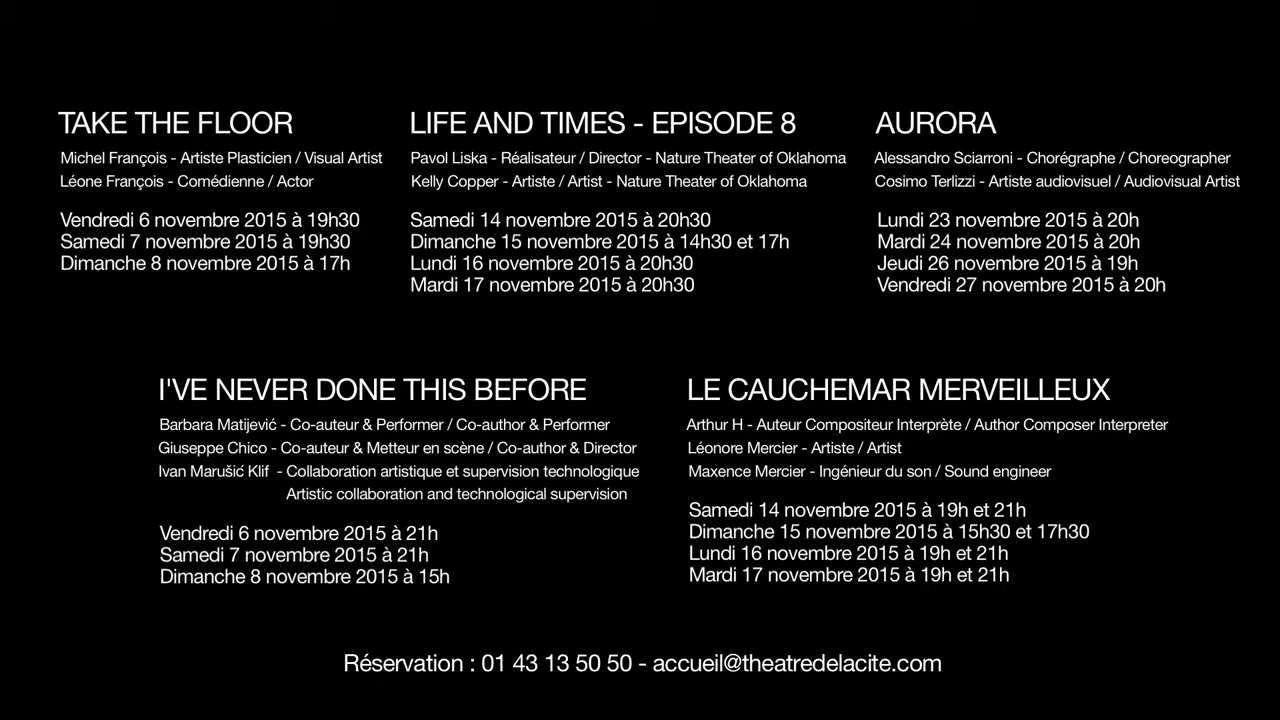 TAKE THE FLOOR
Michel François - Artiste Plasticien / Visual Artist
Léone François - Comédienne / Actor
Vendredi 6 novembre 2015 à 19h30
Samedi 7 novembre 2015 à 19h30
Dimanche 8 novembre 2015 à 17h
LIFE AND TIMES - EPISODE 8
Pavol Liska - Réalisateur / Director - Nature Theater of Oklahoma
Kelly Copper - Artiste / Artist - Nature Theater of Oklahoma
Samedi 14 novembre 2015 à 20h30
Dimanche 15 novembre 2015 à 14h30 et 17h
Lundi 16 novembre 2015 à 20h30
Mardi 17 novembre 2015 à 20h30
AURORA
Alessandro Sciarroni - Chorégraphe / Choreographer
Cosimo Terlizzi - Artiste audiovisuel / Audiovisual Artist
Lundi 23 novembre 2015 à 20h
Mardi 24 novembre 2015 à 20h
Jeudi 26 novembre 2015 à 19h
Vendredi 27 novembre 2015 à 20h
I'VE NEVER DONE THIS BEFORE
Barbara Matijević - Co-auteur & Performer / Co-author & Performer
Giuseppe Chico - Co-auteur & Metteur en scène / Co-author & Director
Ivan Marušić Klif - Collaboration artistique et supervision technologique
Artistic collaboration and technological supervision
Vendredi 6 novembre 2015 à 21h
Samedi 7 novembre 2015 à 21h
Dimanche 8 novembre 2015 à 15h
LE CAUCHEMAR MERVEILLEUX
Arthur H - Auteur Compositeur Interprète / Author Composer Interpreter
Léonore Mercier - Artiste / Artist
Maxence Mercier - Ingénieur du son / Sound engineer
Samedi 14 novembre 2015 à 19h et 21h
Dimanche 15 novembre 2015 à 15h30 et 17h30
Lundi 16 novembre 2015 à 19h et 21h
Mardi 17 novembre 2015 à 19h et 21h
Réservation : 01 43 13 50 50 - accueil@theatredelacite.com